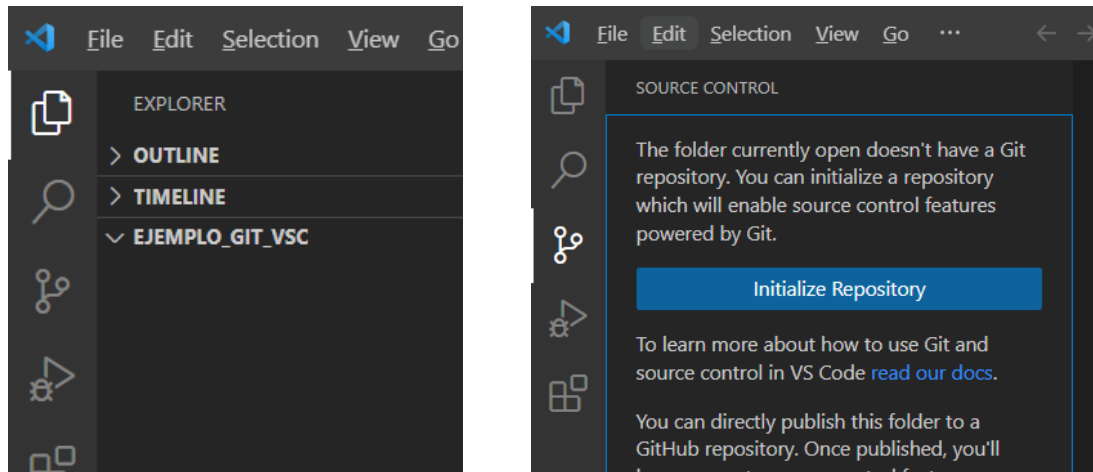 File Edit Selection View Go
EXPLORER
OUTLINE
TIMELINE
EJEMPLO_GIT_VSC
File Edit Selection View Go ...
SOURCE CONTROL
The folder currently open doesn't have a Git
repository. You can initialize a repository
which will enable source control features
powered by Git.
Initialize Repository
To learn more about how to use Git and
source control in VS Code read our docs.
You can directly publish this folder to a
GitHub repository. Once published, you'll